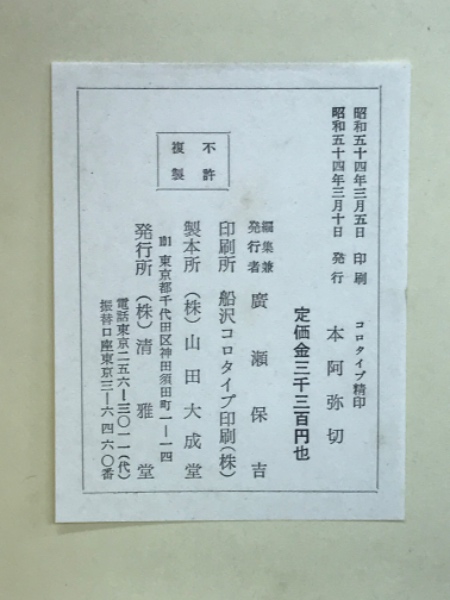 昭和五十四年三月五日 印刷
昭和五十四年三月十日 発行
コロタイプ精印
本阿弥切
定価金三千三百円也
編集兼
発行者 廣瀬保吉
印刷所 船沢コロタイプ印刷(株)
製本所 (株)山田大成堂
101 東京都千代田区神田須田町一ー一四
発行所 (株)清雅堂
電話東京二五六ー三〇一一(代)
振替口座東京三ー六四六〇番
不許
複製